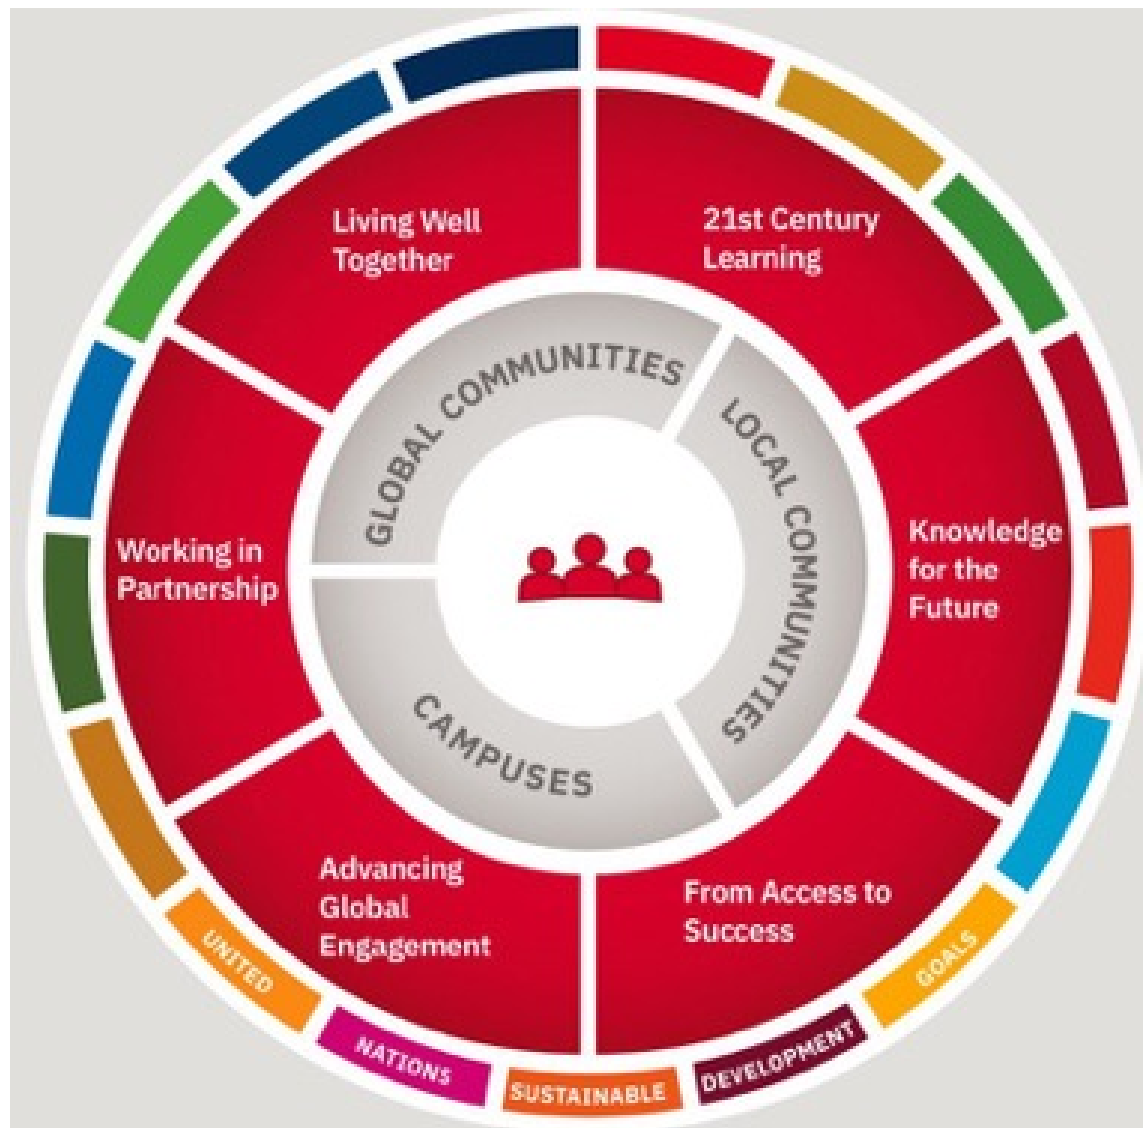 Living Well
Together
21st Century
Learning
GLOBAL COMMUNITIES
LOCAL COMMUNITIES
Working in
Partnership
Knowledge
for the
Future
CAMPUSES
Advancing
Global
Engagement
From Access to
Success
UNITED NATIONS SUSTAINABLE DEVELOPMENT GOALS